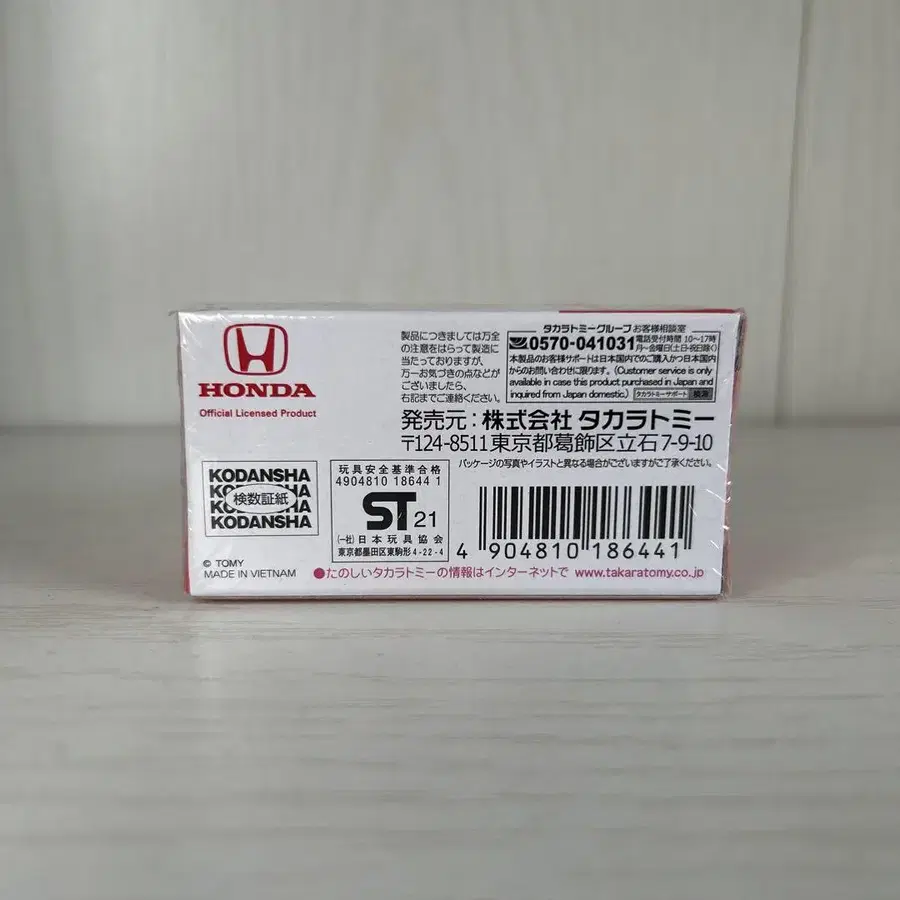 HONDA
Official Licensed Product
製品につきましては万全
の注意をはらって製造に
当たっておりますが、
万一お気づきの点などが
ございましたら、
右記までご連絡ください。
タカラトミーグループ お客様相談室
0570-041031 電話受付時間 10～17時
月～金曜日(土日・祝日除く)
本製品のお客様サポートは日本国内でのご購入かつ日本国内
からのお問い合わせに限ります。(Customer service is only
available in case this product purchased in Japan and
inquired from Japan domestic.) タカラトミーサポート 検索
発売元：株式会社 タカラトミー
〒124-8511 東京都葛飾区立石7-9-10
パッケージの写真やイラストと異なる場合がございますがご了承ください。
KODANSHA
検数証紙
KODANSHA
玩具安全基準合格
4904810 18644 1
ST 21
(一社)日本玩具協会
東京都墨田区東駒形4-22-4
4 904810 186441
© TOMY
MADE IN VIETNAM
●たのしいタカラトミーの情報はインターネットで www.takaratomy.co.jp